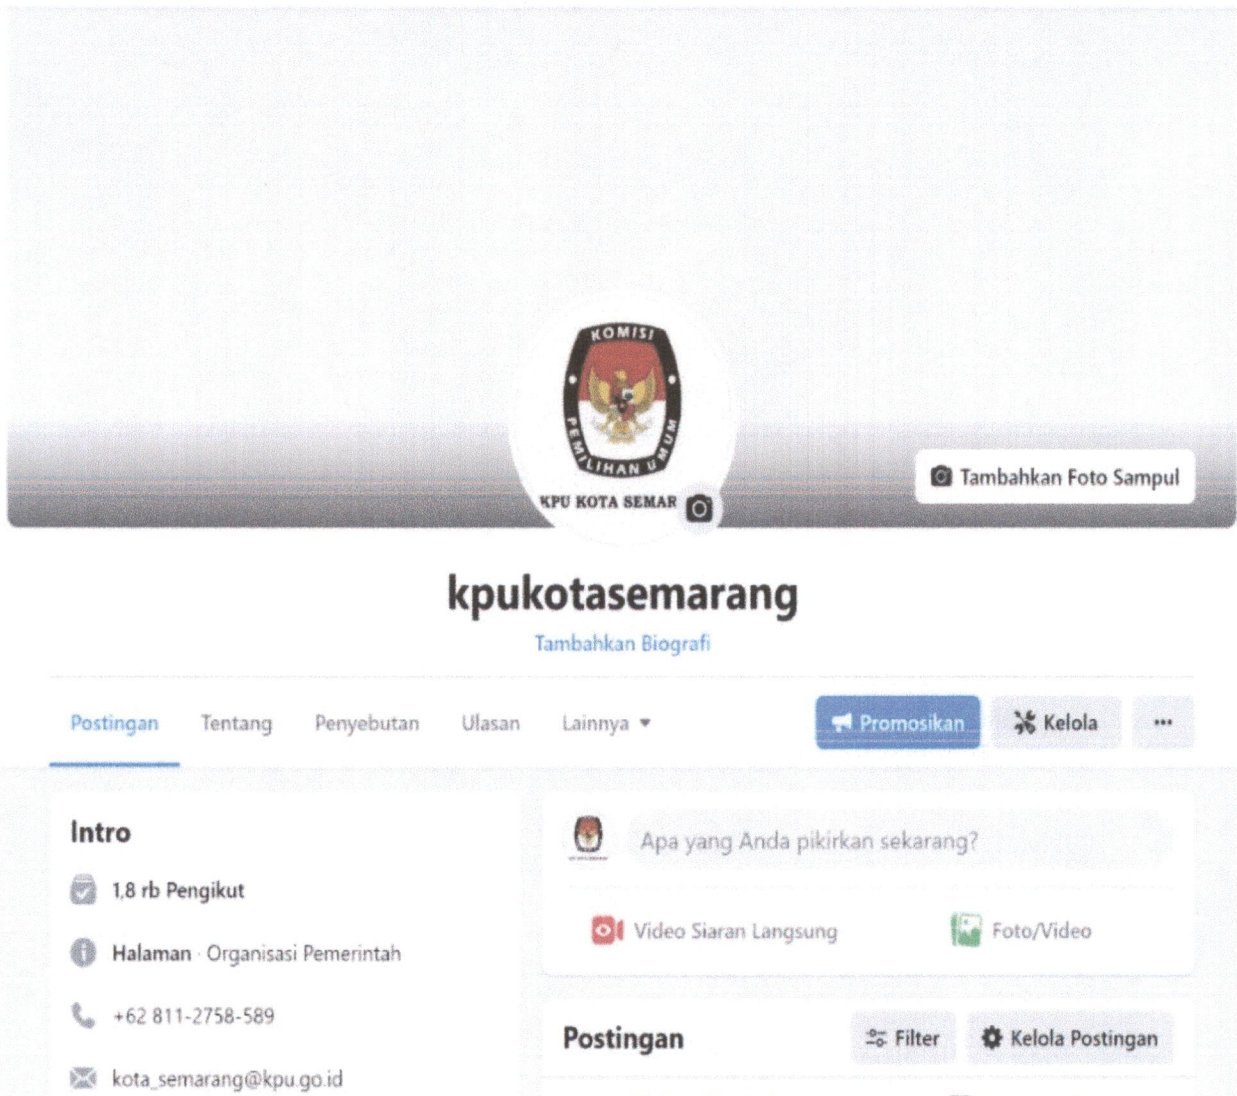 KOMISI
PEMILIHAN UMUM
KPU KOTA SEMAR
Tambahkan Foto Sampul
kpukotasemarang
Tambahkan Biografi
Postingan Tentang Penyebutan Ulasan Lainnya Promosikan Kelola
Intro
1,8 rb Pengikut
Halaman · Organisasi Pemerintah
+62 811-2758-589
kota_semarang@kpu.go.id
Apa yang Anda pikirkan sekarang?
Video Siaran Langsung Foto/Video
Postingan Filter Kelola Postingan